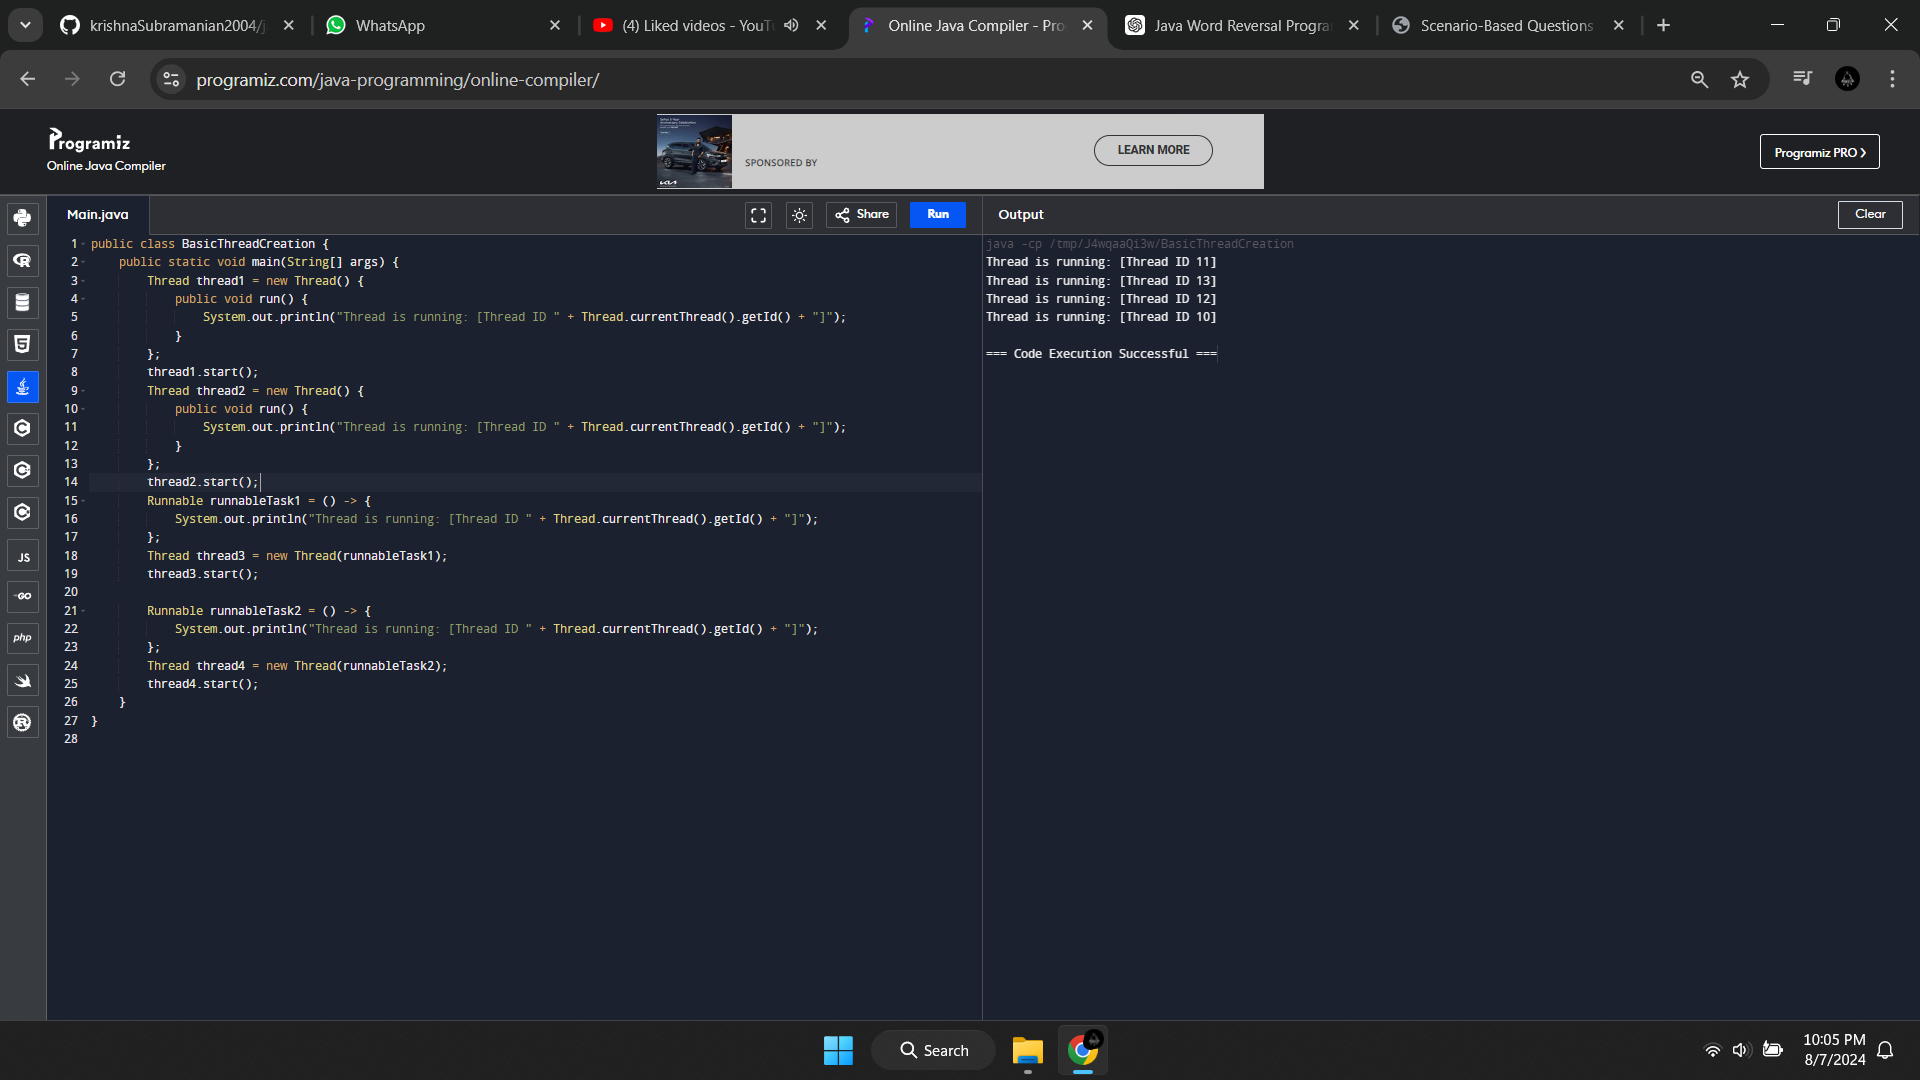 krishnaSubramanian2004/j
WhatsApp
(4) Liked videos - YouTu
Online Java Compiler - Pro
Java Word Reversal Progra
Scenario-Based Questions
programiz.com/java-programming/online-compiler/
Programiz
Online Java Compiler
SPONSORED BY
LEARN MORE
Programiz PRO >
Main.java
Share
Run
Output
Clear
1 public class BasicThreadCreation {
2     public static void main(String[] args) {
3         Thread thread1 = new Thread() {
4             public void run() {
5                 System.out.println("Thread is running: [Thread ID " + Thread.currentThread().getId() + "]");
6             }
7         };
8         thread1.start();
9         Thread thread2 = new Thread() {
10             public void run() {
11                 System.out.println("Thread is running: [Thread ID " + Thread.currentThread().getId() + "]");
12             }
13         };
14         thread2.start();
15         Runnable runnableTask1 = () -> {
16             System.out.println("Thread is running: [Thread ID " + Thread.currentThread().getId() + "]");
17         };
18         Thread thread3 = new Thread(runnableTask1);
19         thread3.start();
20
21         Runnable runnableTask2 = () -> {
22             System.out.println("Thread is running: [Thread ID " + Thread.currentThread().getId() + "]");
23         };
24         Thread thread4 = new Thread(runnableTask2);
25         thread4.start();
26     }
27 }
28
java -cp /tmp/J4wqaaQi3w/BasicThreadCreation
Thread is running: [Thread ID 11]
Thread is running: [Thread ID 13]
Thread is running: [Thread ID 12]
Thread is running: [Thread ID 10]
=== Code Execution Successful ===
JS
GO
php
Search
10:05 PM
8/7/2024